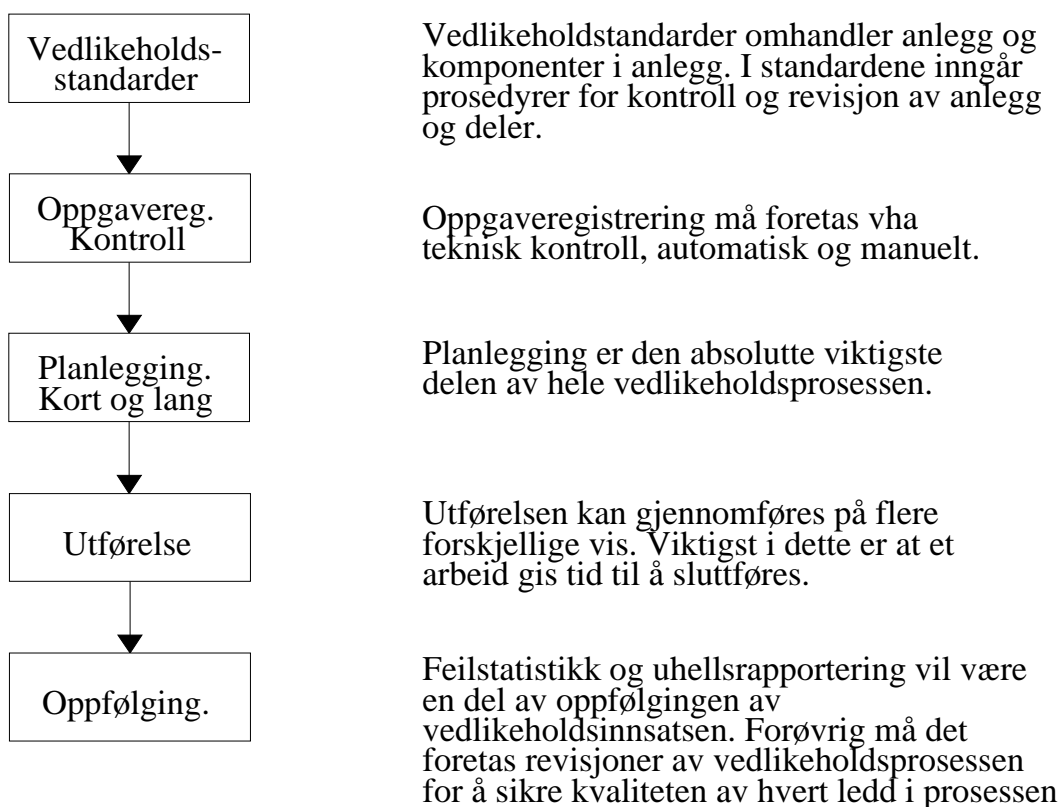 Vedlikeholds-
standarder
Vedlikeholdstandarder omhandler anlegg og
komponenter i anlegg. I standardene inngår
prosedyrer for kontroll og revisjon av anlegg
og deler.
Oppgavereg.
Kontroll
Oppgaveregistrering må foretas vha
teknisk kontroll, automatisk og manuelt.
Planlegging.
Kort og lang
Planlegging er den absolutte viktigste
delen av hele vedlikeholdsprosessen.
Utførelse
Utførelsen kan gjennomføres på flere
forskjellige vis. Viktigst i dette er at et
arbeid gis tid til å sluttføres.
Oppfølging.
Feilstatistikk og uhellsrapportering vil være
en del av oppfølgingen av
vedlikeholdsinnsatsen. Forøvrig må det
foretas revisjoner av vedlikeholdsprosessen
for å sikre kvaliteten av hvert ledd i prosessen